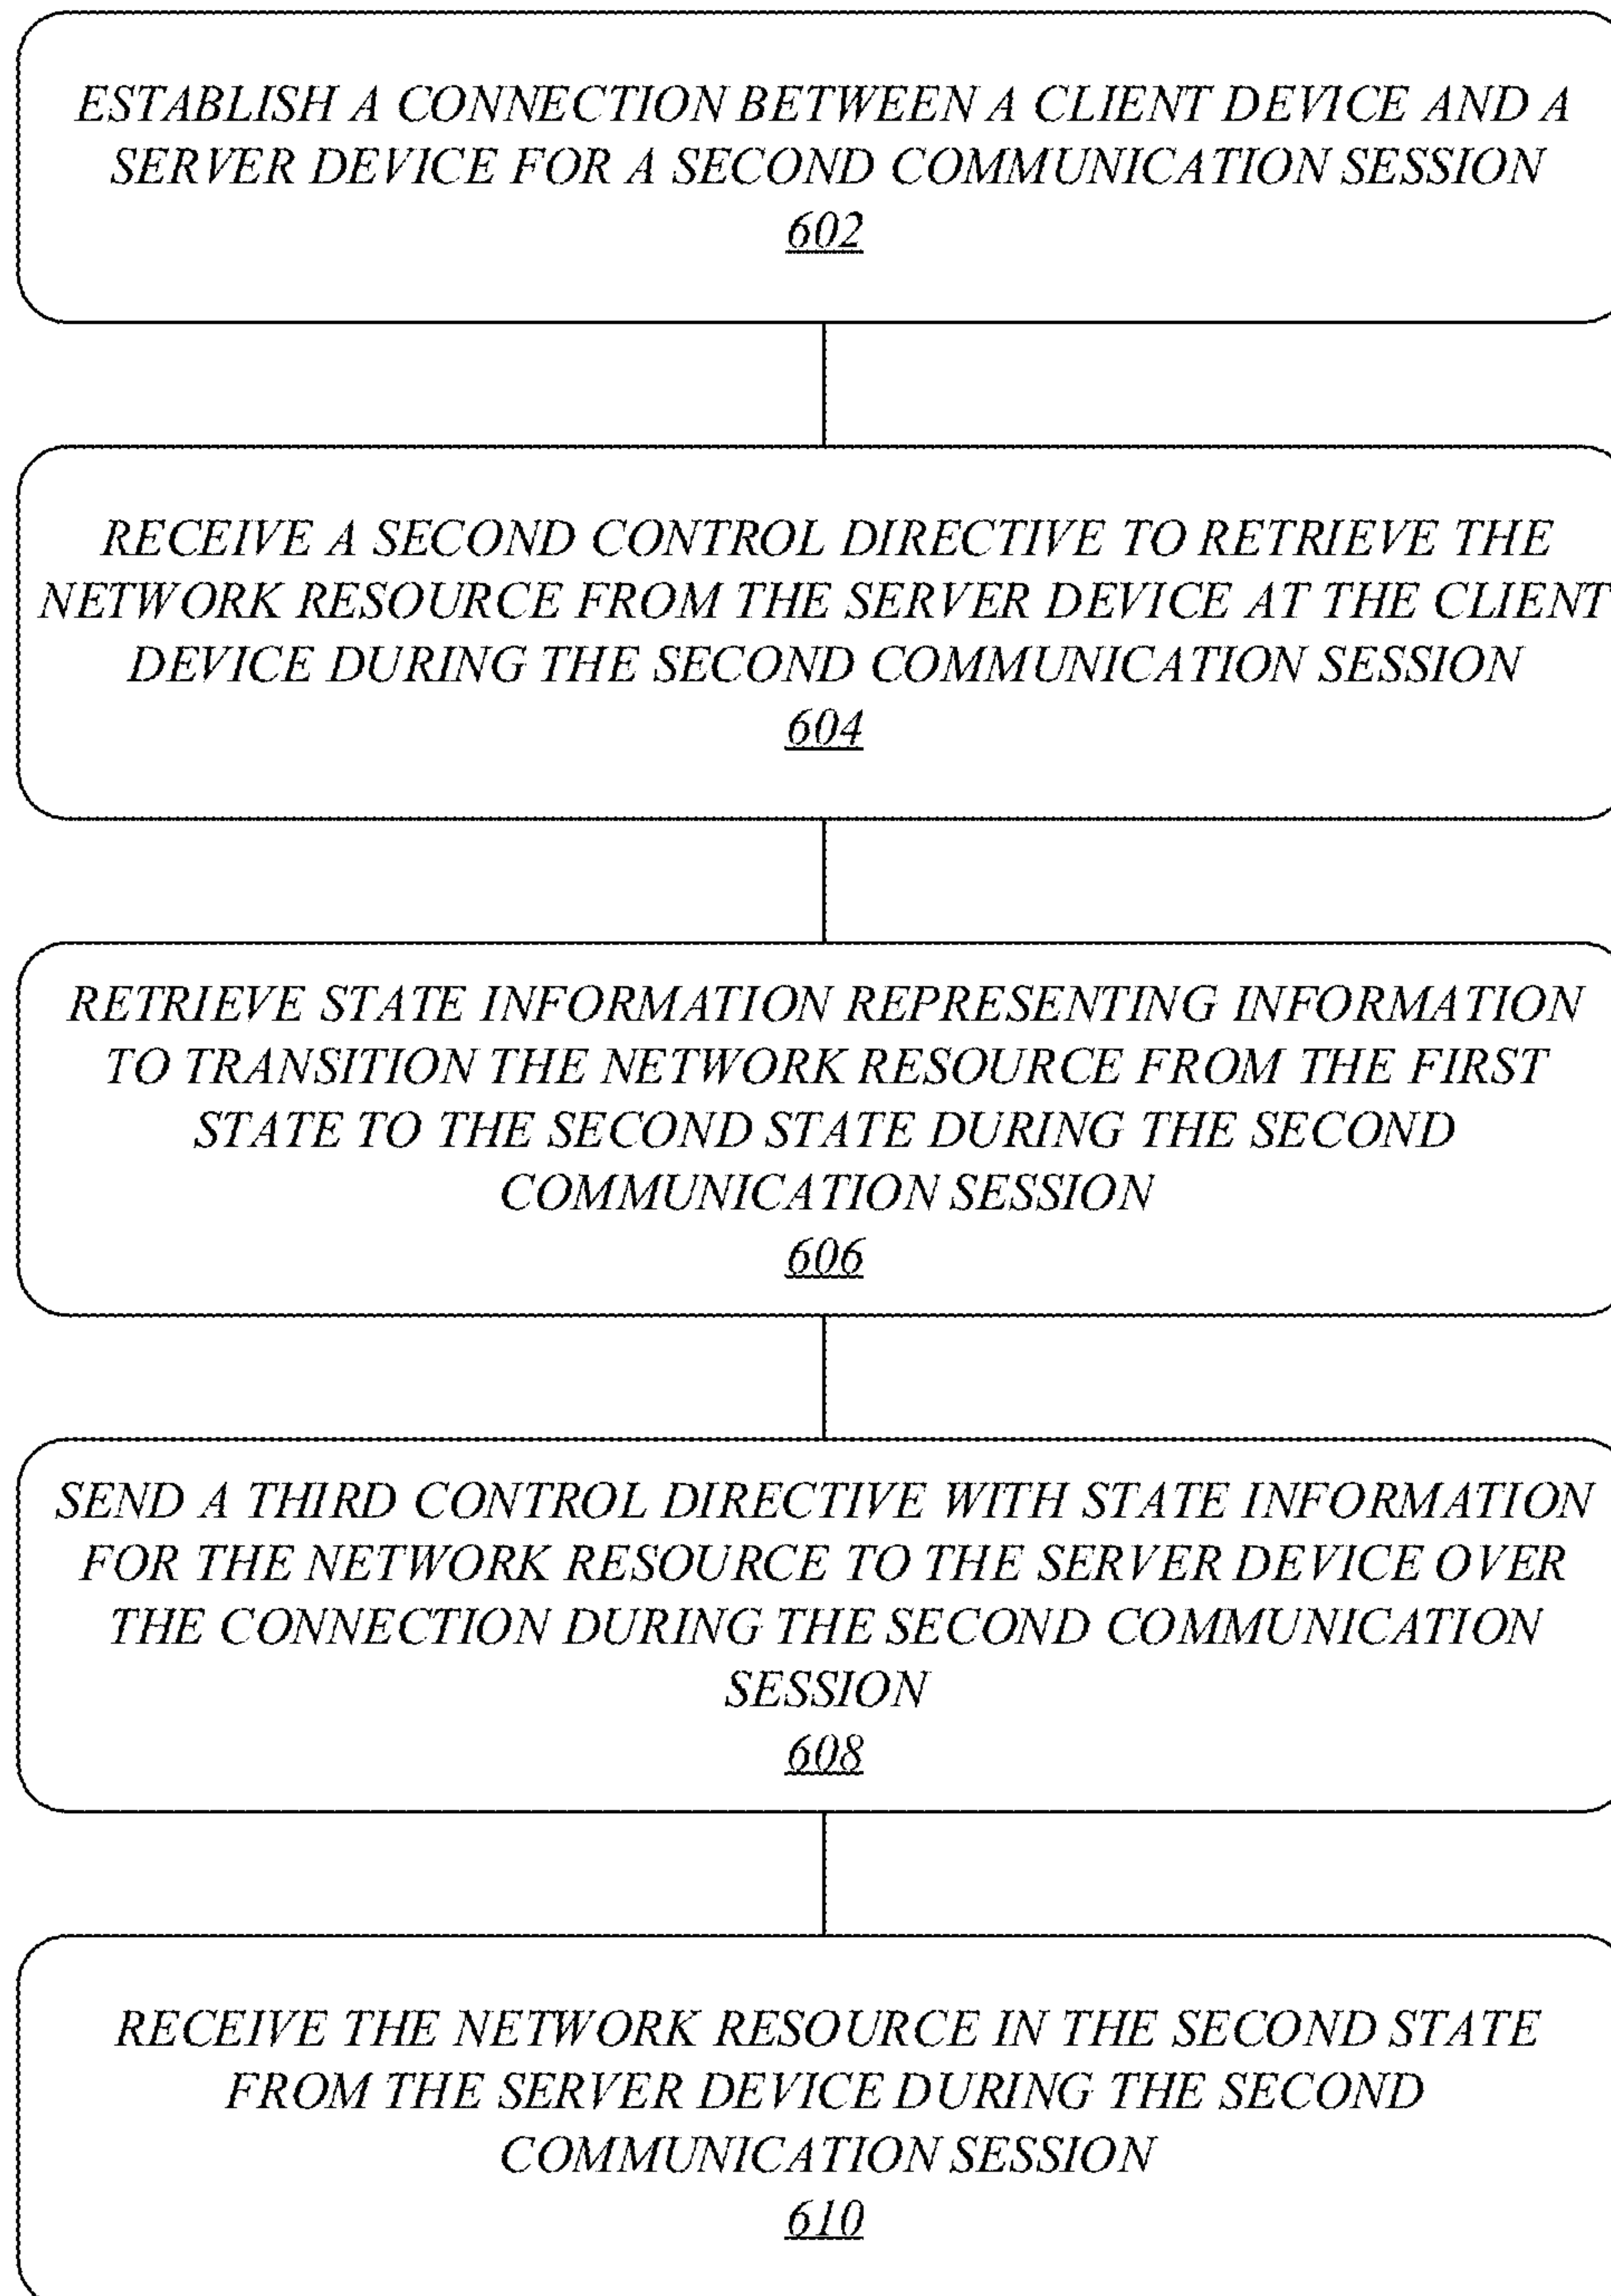 ESTABLISH A CONNECTION BETWEEN A CLIENT DEVICE AND A
SERVER DEVICE FOR A SECOND COMMUNICATION SESSION
602
RECEIVE A SECOND CONTROL DIRECTIVE TO RETRIEVE THE
NETWORK RESOURCE FROM THE SERVER DEVICE AT THE CLIENT
DEVICE DURING THE SECOND COMMUNICATION SESSION
604
RETRIEVE STATE INFORMATION REPRESENTING INFORMATION
TO TRANSITION THE NETWORK RESOURCE FROM THE FIRST
STATE TO THE SECOND STATE DURING THE SECOND
COMMUNICATION SESSION
606
SEND A THIRD CONTROL DIRECTIVE WITH STATE INFORMATION
FOR THE NETWORK RESOURCE TO THE SERVER DEVICE OVER
THE CONNECTION DURING THE SECOND COMMUNICATION
SESSION
608
RECEIVE THE NETWORK RESOURCE IN THE SECOND STATE
FROM THE SERVER DEVICE DURING THE SECOND
COMMUNICATION SESSION
610